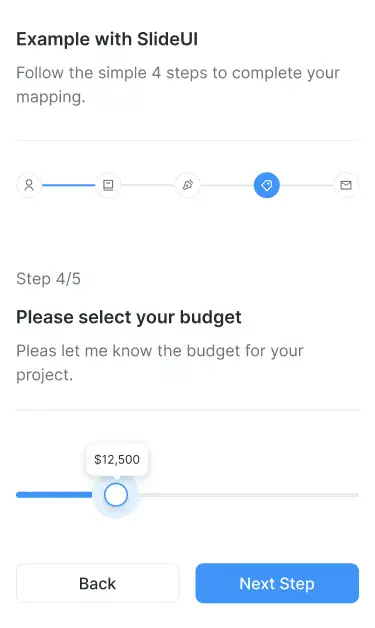 Example with SlideUI
Follow the simple 4 steps to complete your
mapping.
Step 4/5
Please select your budget
Pleas let me know the budget for your
project.
$12,500
Back
Next Step